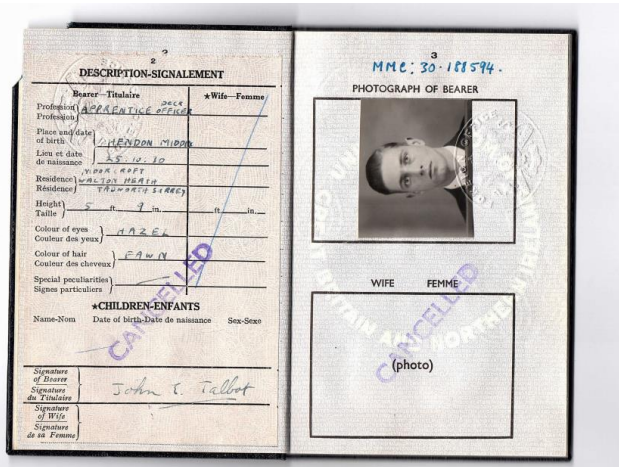 2
DESCRIPTION-SIGNALEMENT
Bearer—Titulaire
★Wife—Femme
Profession
Profession
APPRENTICE DECK OFFICER
Place and date
of birth
HENDON MIDDX
Lieu et date
de naissance
25.10.30
Residence
Résidence
MOOR CROFT
WALTON HEATH
TADWORTH SURREY
Height
Taille
5 ft. 9 in.
ft. in.
Colour of eyes
Couleur des yeux
HAZEL
Colour of hair
Couleur des cheveux
FAWN
Special peculiarities
Signes particuliers
★CHILDREN-ENFANTS
Name-Nom Date of birth-Date de naissance Sex-Sexe
CANCELLED
Signature
of Bearer
Signature
du Titulaire
John Talbot
Signature
of Wife
Signature
de sa Femme
3
MMC: 30.188594.
PHOTOGRAPH OF BEARER
WIFE FEMME
CANCELLED
(photo)